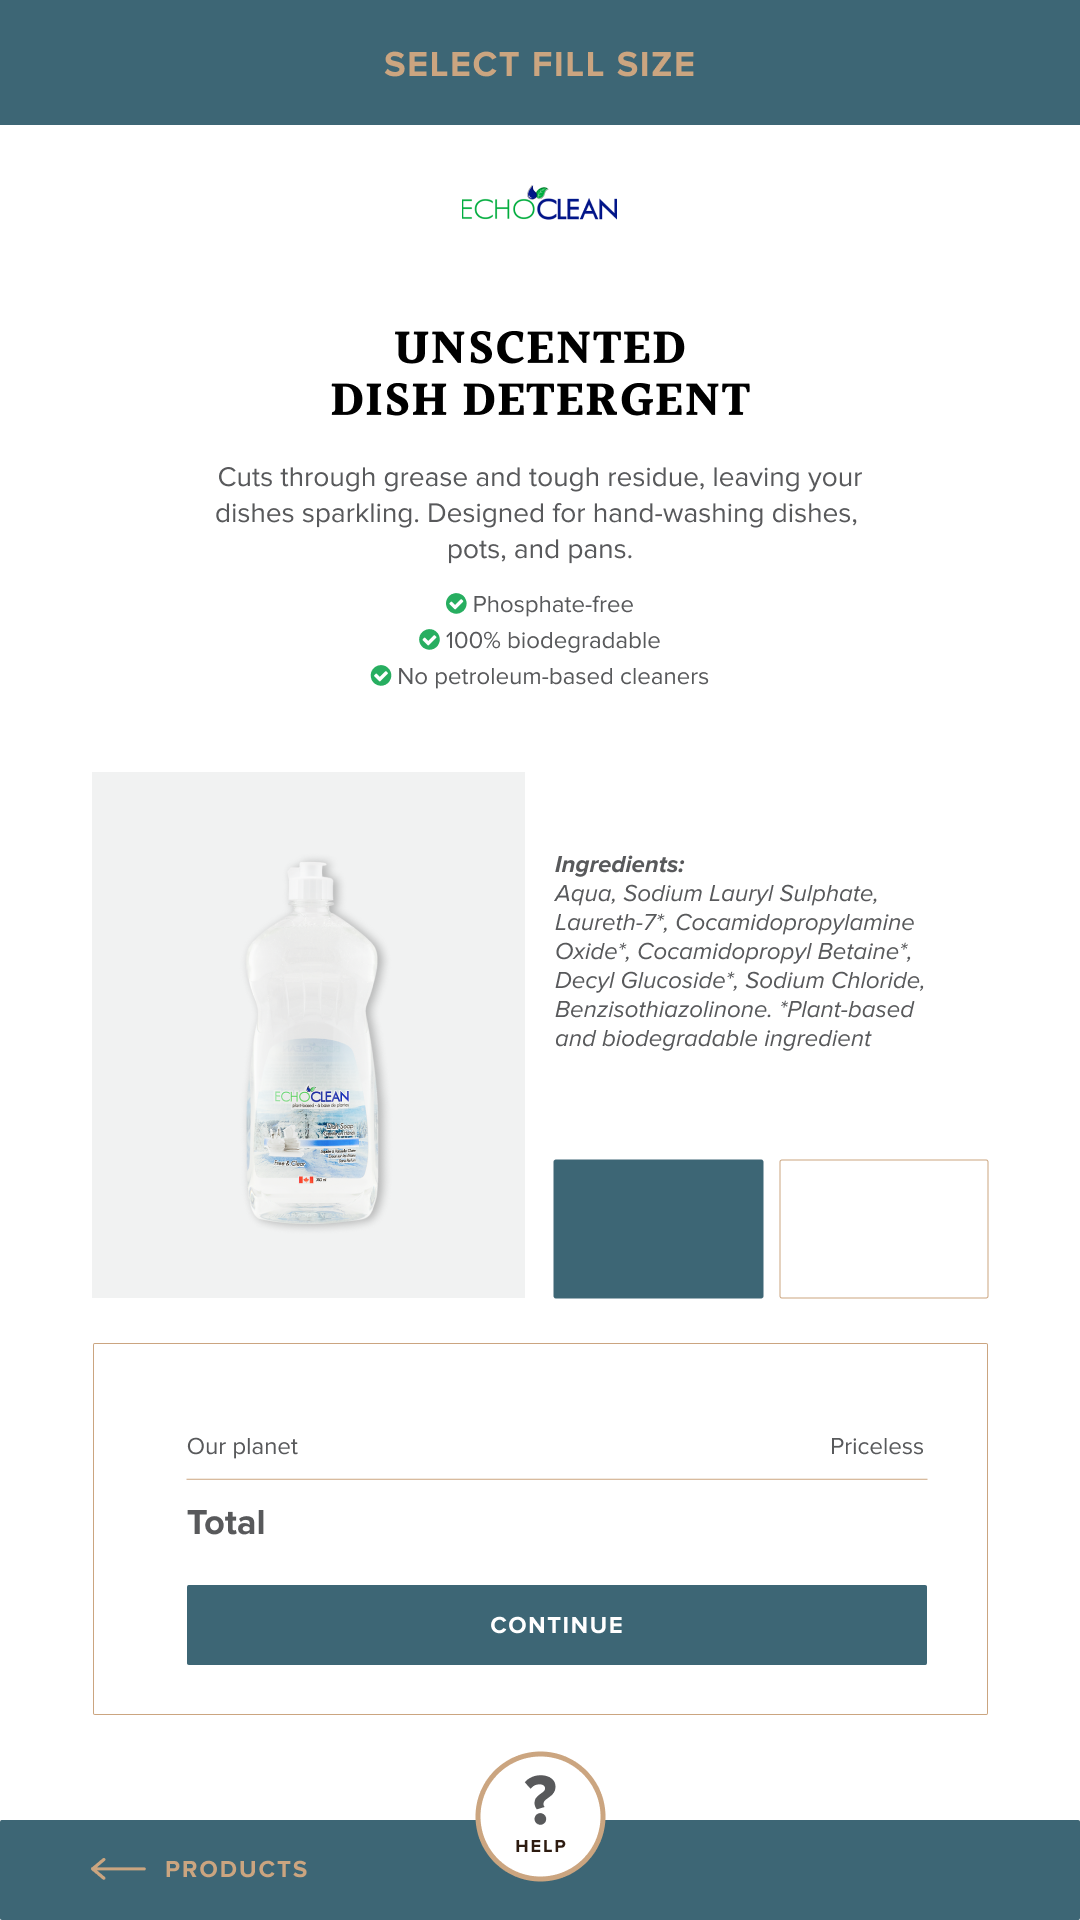 SELECT FILL SIZE
ECHOCLEAN
UNSCENTED
DISH DETERGENT
Cuts through grease and tough residue, leaving your
dishes sparkling. Designed for hand-washing dishes,
pots, and pans.
Phosphate-free
100% biodegradable
No petroleum-based cleaners
ECHOCLEAN
Free & Clear
Ingredients:
Aqua, Sodium Lauryl Sulphate,
Laureth-7*, Cocamidopropylamine
Oxide*, Cocamidopropyl Betaine*,
Decyl Glucoside*, Sodium Chloride,
Benzisothiazolinone. *Plant-based
and biodegradable ingredient
Our planet Priceless
Total
CONTINUE
?
HELP
PRODUCTS